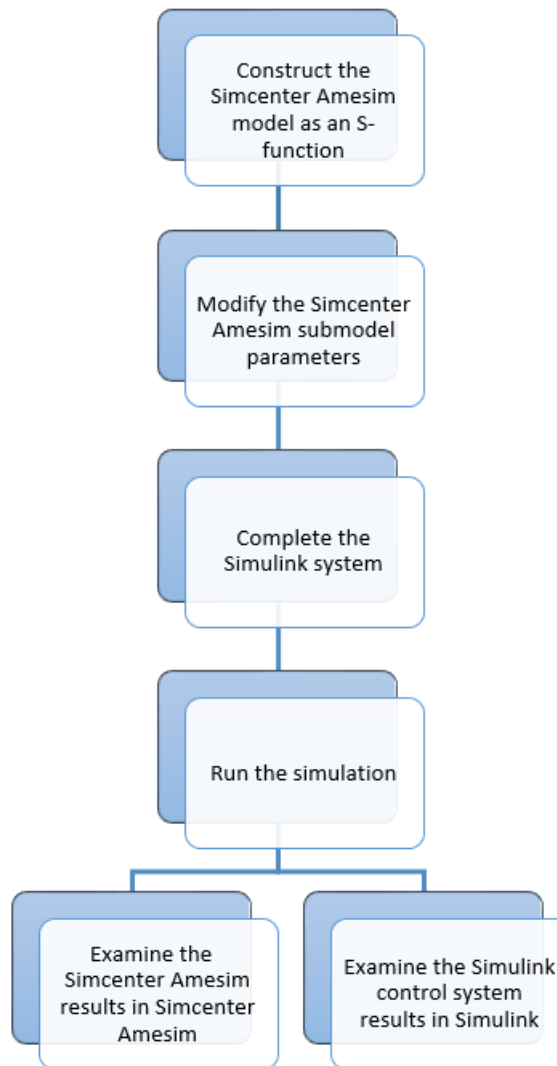 Construct the
Simcenter Amesim
model as an S-
function
Modify the Simcenter
Amesim submodel
parameters
Complete the
Simulink system
Run the simulation
Examine the
Simcenter Amesim
results in Simcenter
Amesim
Examine the Simulink
control system
results in Simulink